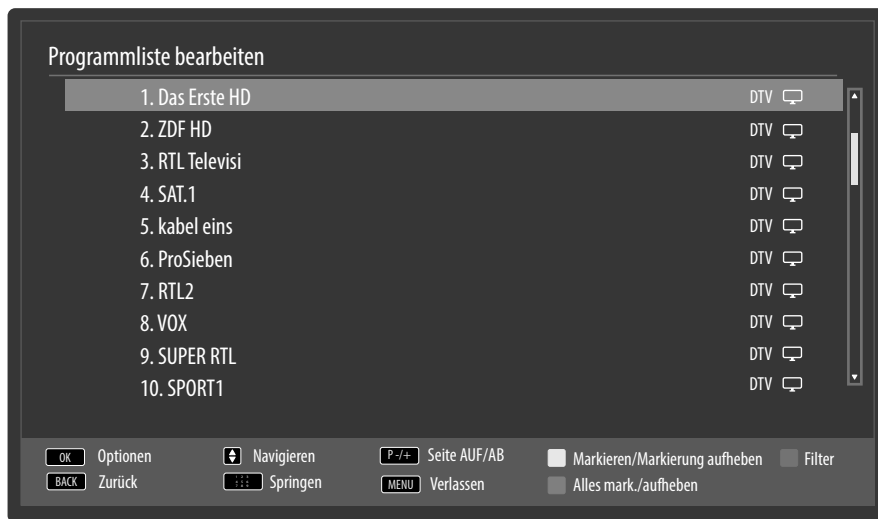 Programmliste bearbeiten
1. Das Erste HD DTV
2. ZDF HD DTV
3. RTL Televisi DTV
4. SAT.1 DTV
5. kabel eins DTV
6. ProSieben DTV
7. RTL2 DTV
8. VOX DTV
9. SUPER RTL DTV
10. SPORT1 DTV
OK Optionen Navigieren P -/+ Seite AUF/AB Markieren/Markierung aufheben Filter
BACK Zurück Springen MENU Verlassen Alles mark./aufheben